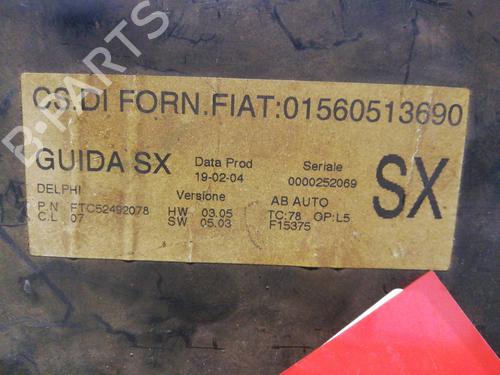 CS.DI FORN.FIAT:01560513690
GUIDA SX Data Prod 19-02-04 Seriale 0000252069 SX
DELPHI Versione AB AUTO
P.N FTC52492078 HW 03.05 TC:78 OP:L5
C.L 07 SW 05.03 F15375
B-PARTS